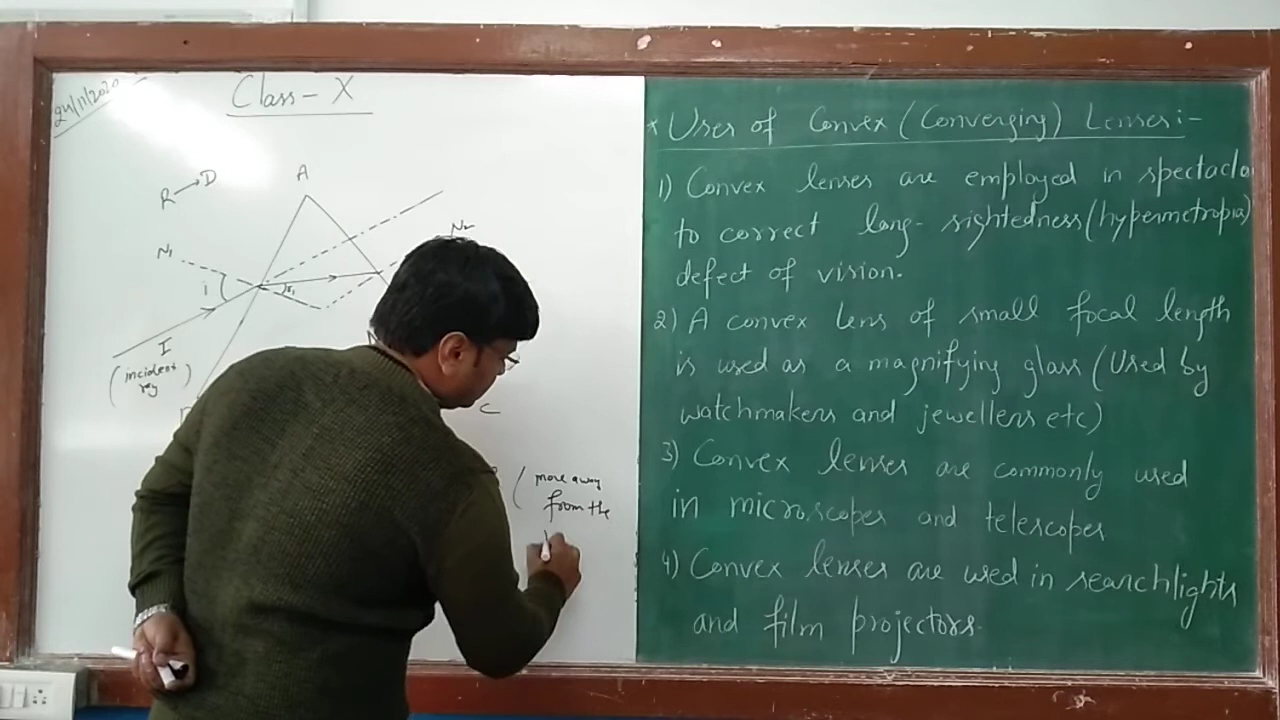 24/11/2020
Class - X
R → D
A
N₁
N₂
i
r₁
I
(incident
ray)
C
(move away
from the
* Uses of Convex (Converging) Lenses:-
1) Convex lenses are employed in spectacle
to correct long-sightedness (hypermetropia)
defect of vision.
2) A convex lens of small focal length
is used as a magnifying glass (Used by
watchmakers and jewellers etc)
3) Convex lenses are commonly used
in microscopes and telescopes
4) Convex lenses are used in searchlights
and film projectors.